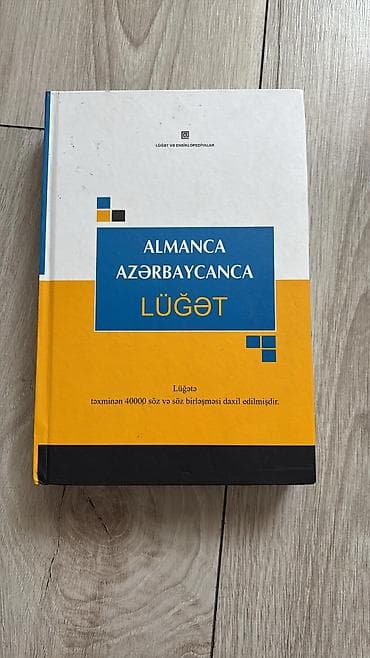 LÜĞƏT VƏ ENSİKLOPEDİYALAR
ALMANCA
AZƏRBAYCANCA
LÜĞƏT
Lüğətə
təxminən 40000 söz və söz birləşməsi daxil edilmişdir.